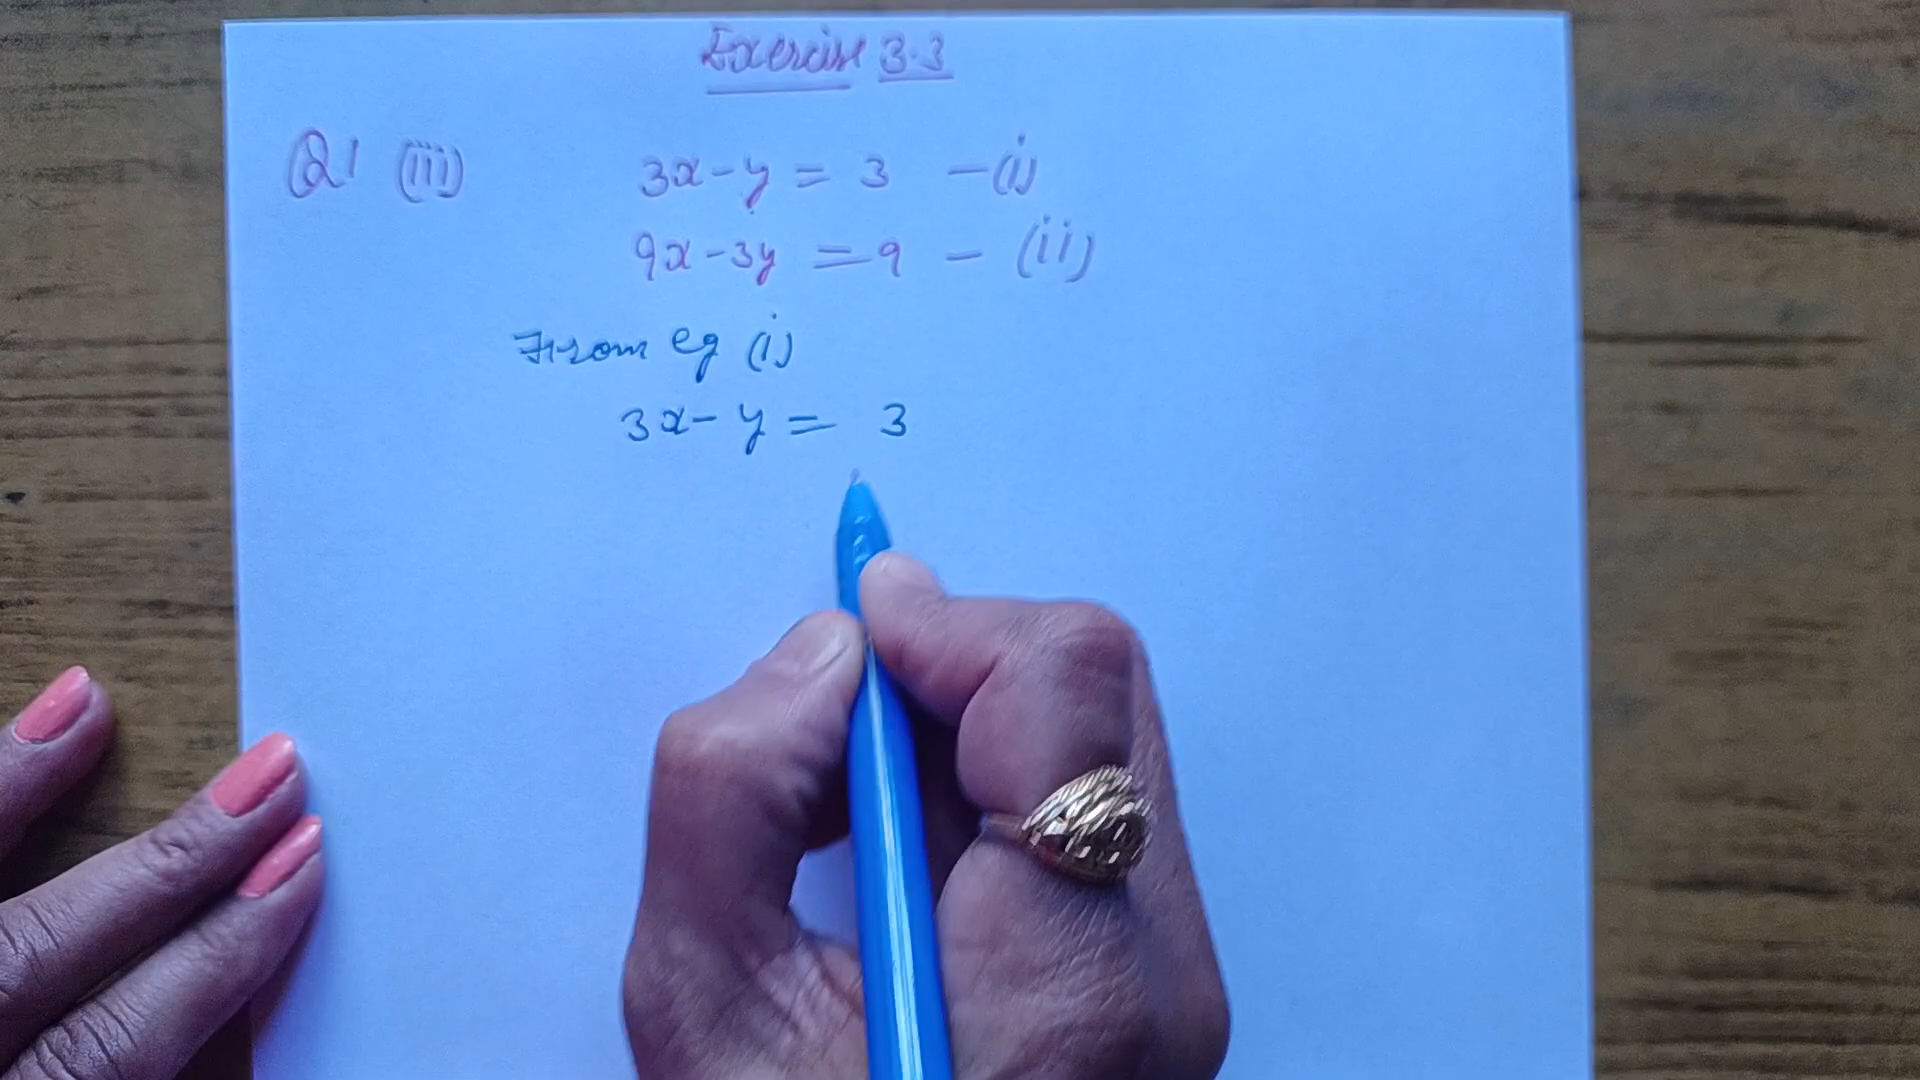 Exercise 3.3
Q1 (iii) 3x - y = 3 - (i)
9x - 3y = 9 - (ii)
From eq (i)
3x - y = 3